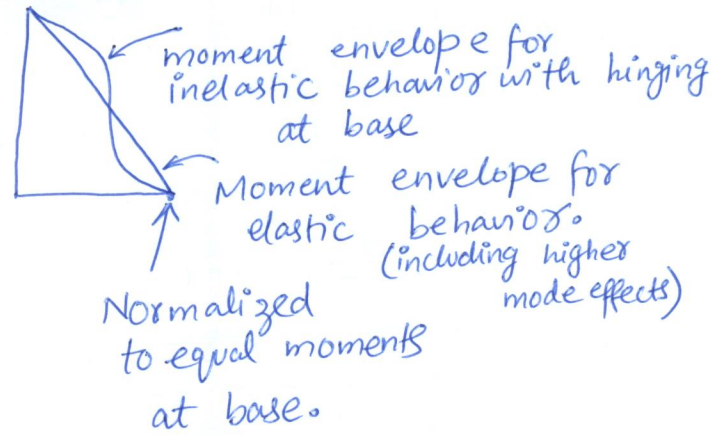 moment envelope for
inelastic behavior with hinging
at base
Moment envelope for
elastic behavior.
(including higher
mode effects)
Normalized
to equal moments
at base.